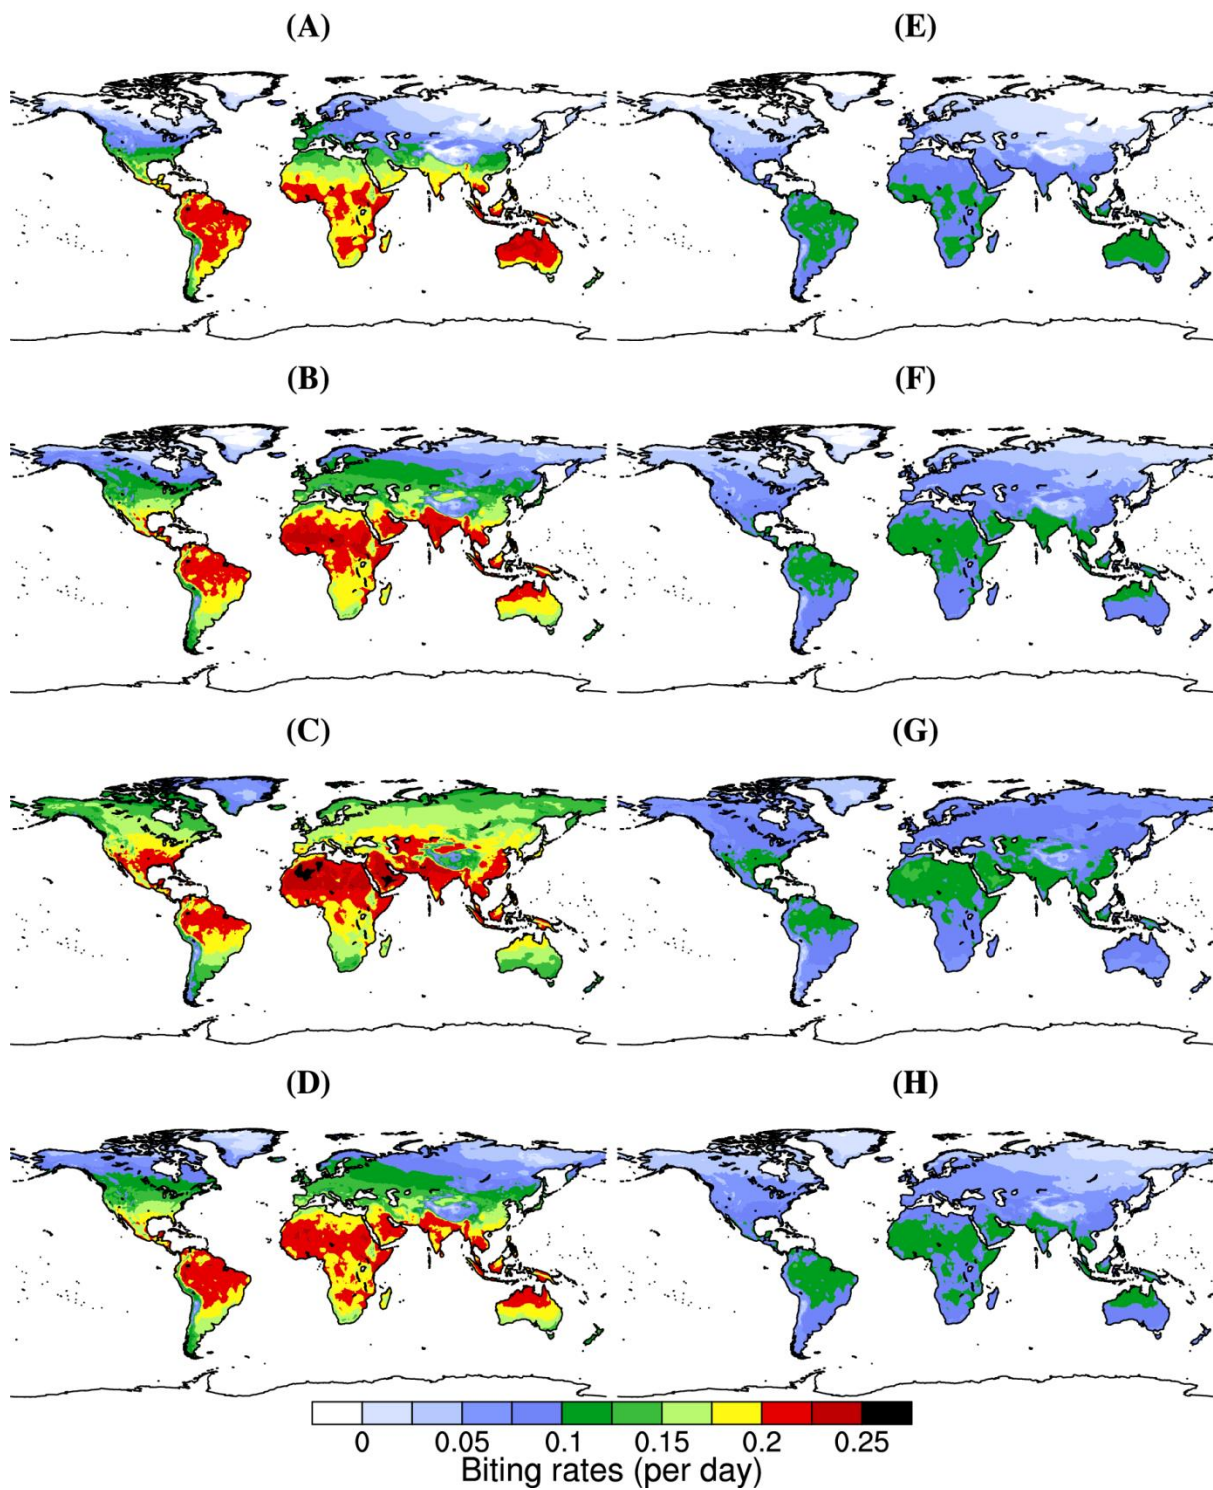 (A) (E)
(B) (F)
(C) (G)
(D) (H)
0 0.05 0.1 0.15 0.2 0.25
Biting rates (per day)